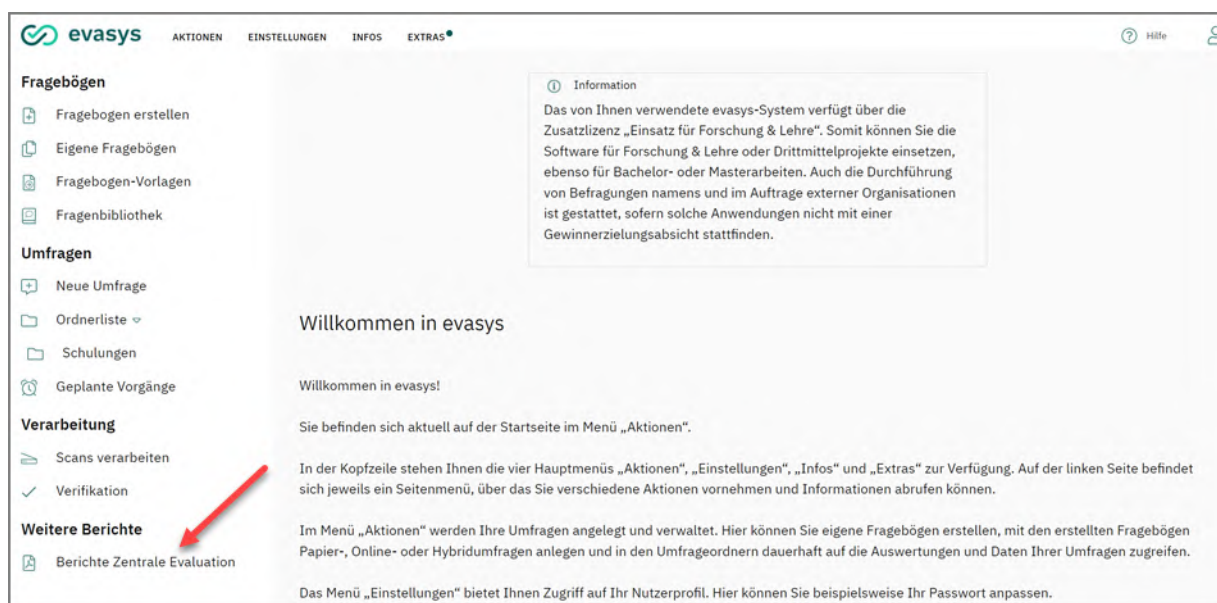 evasys AKTIONEN EINSTELLUNGEN INFOS EXTRAS Hilfe
Fragebögen
Fragebogen erstellen
Eigene Fragebögen
Fragebogen-Vorlagen
Fragenbibliothek
Umfragen
Neue Umfrage
Ordnerliste
Schulungen
Geplante Vorgänge
Verarbeitung
Scans verarbeiten
Verifikation
Weitere Berichte
Berichte Zentrale Evaluation
Information
Das von Ihnen verwendete evasys-System verfügt über die
Zusatzlizenz „Einsatz für Forschung & Lehre“. Somit können Sie die
Software für Forschung & Lehre oder Drittmittelprojekte einsetzen,
ebenso für Bachelor- oder Masterarbeiten. Auch die Durchführung
von Befragungen namens und im Auftrage externer Organisationen
ist gestattet, sofern solche Anwendungen nicht mit einer
Gewinnerzielungsabsicht stattfinden.
Willkommen in evasys
Willkommen in evasys!
Sie befinden sich aktuell auf der Startseite im Menü „Aktionen“.
In der Kopfzeile stehen Ihnen die vier Hauptmenüs „Aktionen“, „Einstellungen“, „Infos“ und „Extras“ zur Verfügung. Auf der linken Seite befindet
sich jeweils ein Seitenmenü, über das Sie verschiedene Aktionen vornehmen und Informationen abrufen können.
Im Menü „Aktionen“ werden Ihre Umfragen angelegt und verwaltet. Hier können Sie eigene Fragebögen erstellen, mit den erstellten Fragebögen
Papier-, Online- oder Hybridumfragen anlegen und in den Umfrageordnern dauerhaft auf die Auswertungen und Daten Ihrer Umfragen zugreifen.
Das Menü „Einstellungen“ bietet Ihnen Zugriff auf Ihr Nutzerprofil. Hier können Sie beispielsweise Ihr Passwort anpassen.